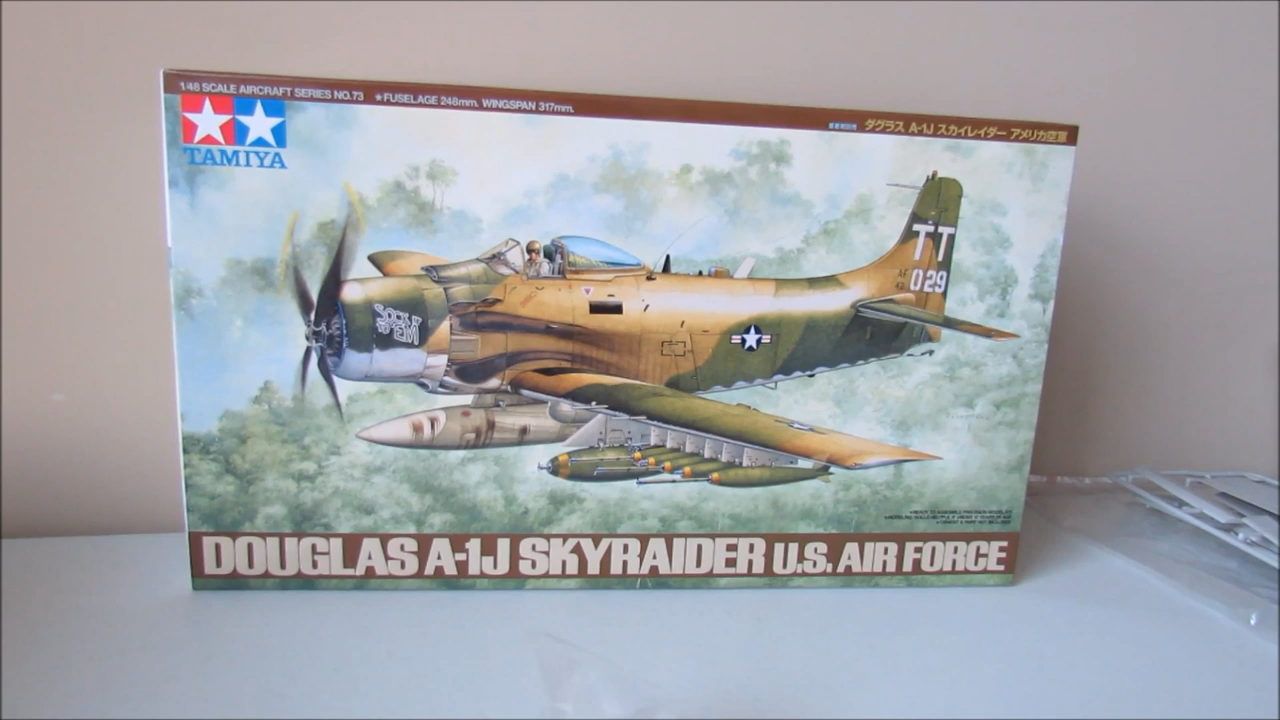 1/48 SCALE AIRCRAFT SERIES NO.73 ★FUSELAGE 248mm, WINGSPAN 317mm.
ダグラス A-1J スカイレイダー アメリカ空軍
TAMIYA
TT
AF
029
SOCK IT
TO 'EM
DOUGLAS A-1J SKYRAIDER U.S. AIR FORCE